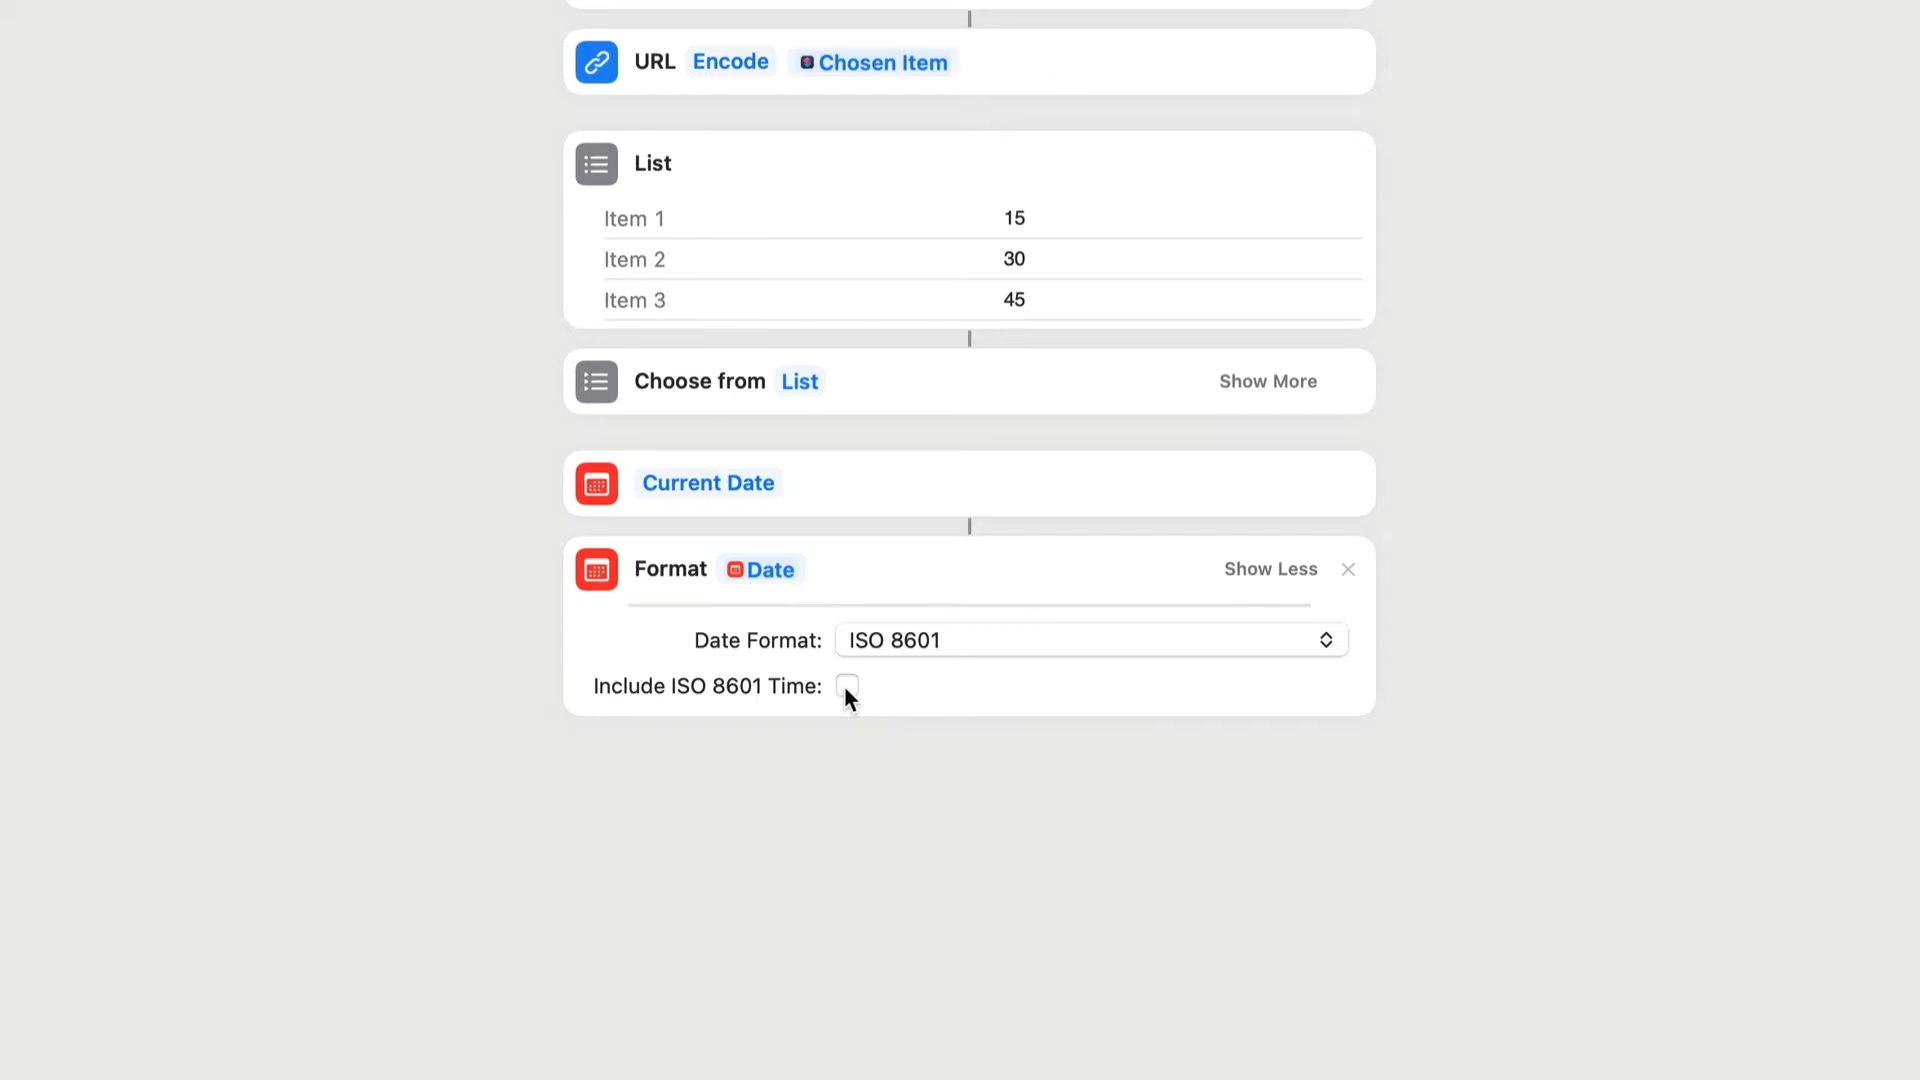 URL Encode Chosen Item
List
Item 1 15
Item 2 30
Item 3 45
Choose from List Show More
Current Date
Format Date Show Less
Date Format: ISO 8601
Include ISO 8601 Time: